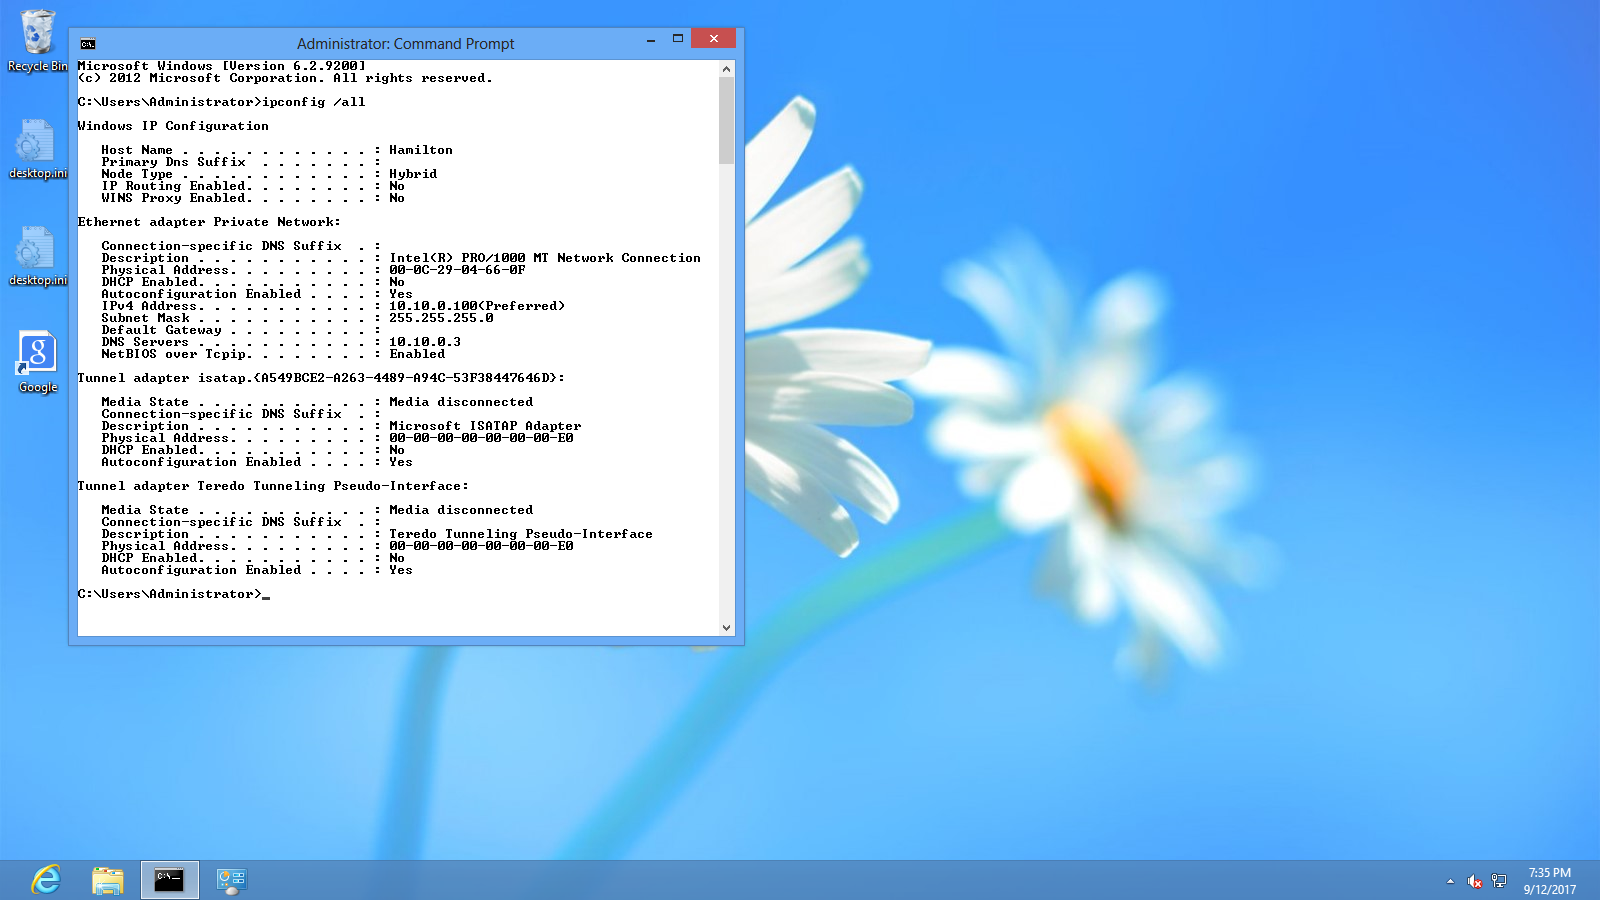 Recycle Bin
desktop.ini
desktop.ini
g
Google
C:\.
Administrator: Command Prompt
Microsoft Windows [Version 6.2.9200]
(c) 2012 Microsoft Corporation. All rights reserved.
C:\Users\Administrator>ipconfig /all
Windows IP Configuration
Host Name . . . . . . . . . . . . : Hamilton
Primary Dns Suffix  . . . . . . . :
Node Type . . . . . . . . . . . . : Hybrid
IP Routing Enabled. . . . . . . . : No
WINS Proxy Enabled. . . . . . . . : No
Ethernet adapter Private Network:
Connection-specific DNS Suffix  . :
Description . . . . . . . . . . . : Intel(R) PRO/1000 MT Network Connection
Physical Address. . . . . . . . . : 00-0C-29-04-66-0F
DHCP Enabled. . . . . . . . . . . : No
Autoconfiguration Enabled . . . . : Yes
IPv4 Address. . . . . . . . . . . : 10.10.0.100(Preferred)
Subnet Mask . . . . . . . . . . . : 255.255.255.0
Default Gateway . . . . . . . . . :
DNS Servers . . . . . . . . . . . : 10.10.0.3
NetBIOS over Tcpip. . . . . . . . : Enabled
Tunnel adapter isatap.{A549BCE2-A263-4489-A94C-53F38447646D}:
Media State . . . . . . . . . . . : Media disconnected
Connection-specific DNS Suffix  . :
Description . . . . . . . . . . . : Microsoft ISATAP Adapter
Physical Address. . . . . . . . . : 00-00-00-00-00-00-00-E0
DHCP Enabled. . . . . . . . . . . : No
Autoconfiguration Enabled . . . . : Yes
Tunnel adapter Teredo Tunneling Pseudo-Interface:
Media State . . . . . . . . . . . : Media disconnected
Connection-specific DNS Suffix  . :
Description . . . . . . . . . . . : Teredo Tunneling Pseudo-Interface
Physical Address. . . . . . . . . : 00-00-00-00-00-00-00-E0
DHCP Enabled. . . . . . . . . . . : No
Autoconfiguration Enabled . . . . : Yes
C:\Users\Administrator>_
C:\_
7:35 PM
9/12/2017